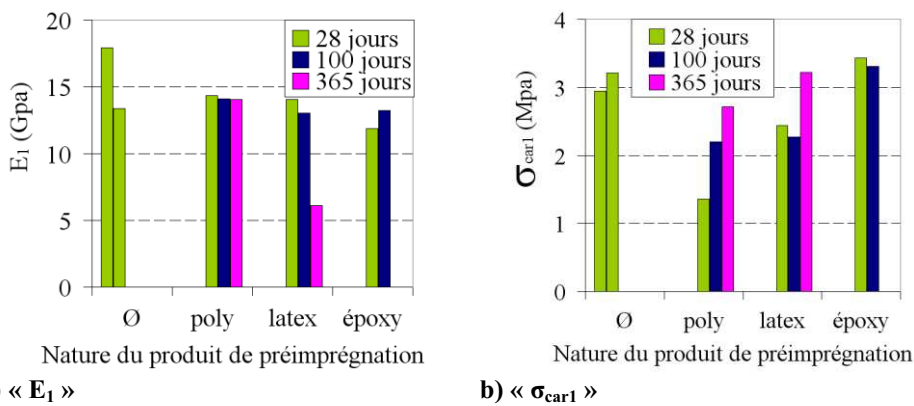 20
15
10
5
0
E1 (Gpa)
28 jours
100 jours
365 jours
Ø poly latex époxy
Nature du produit de préimprégnation
« E1 »
4
3
2
1
0
σcar1 (Mpa)
28 jours
100 jours
365 jours
Ø poly latex époxy
Nature du produit de préimprégnation
b) « σcar1 »